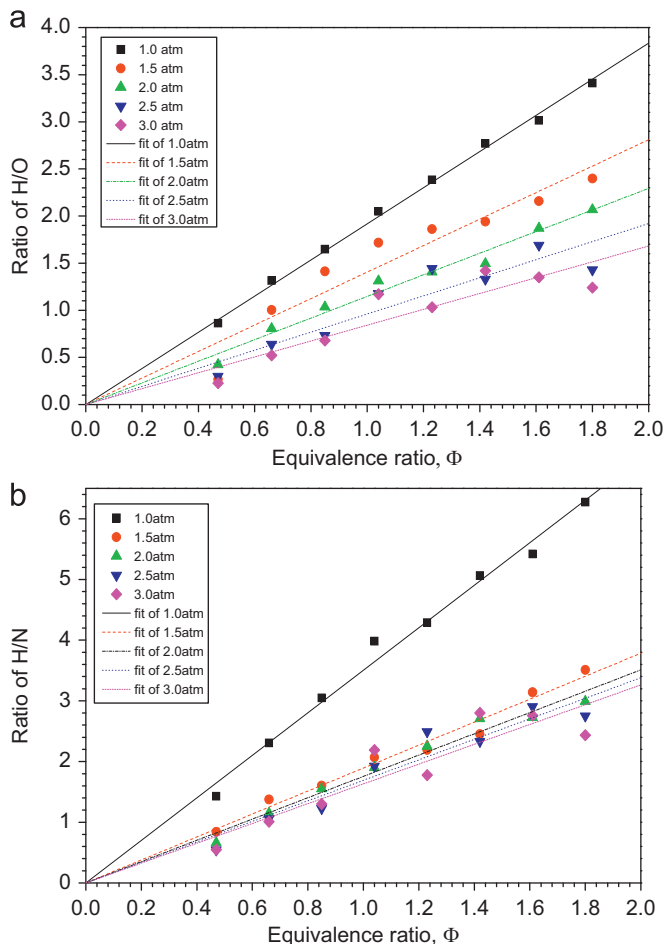 a
4.0
3.5
3.0
2.5
2.0
1.5
1.0
0.5
0.0
Ratio of H/O
1.0 atm
1.5 atm
2.0 atm
2.5 atm
3.0 atm
fit of 1.0atm
fit of 1.5atm
fit of 2.0atm
fit of 2.5atm
fit of 3.0atm
0.0 0.2 0.4 0.6 0.8 1.0 1.2 1.4 1.6 1.8 2.0
Equivalence ratio, Φ
b
6
5
4
3
2
1
0
Ratio of H/N
1.0atm
1.5atm
2.0atm
2.5atm
3.0atm
fit of 1.0atm
fit of 1.5atm
fit of 2.0atm
fit of 2.5atm
fit of 3.0atm
0.0 0.2 0.4 0.6 0.8 1.0 1.2 1.4 1.6 1.8 2.0
Equivalence ratio, Φ